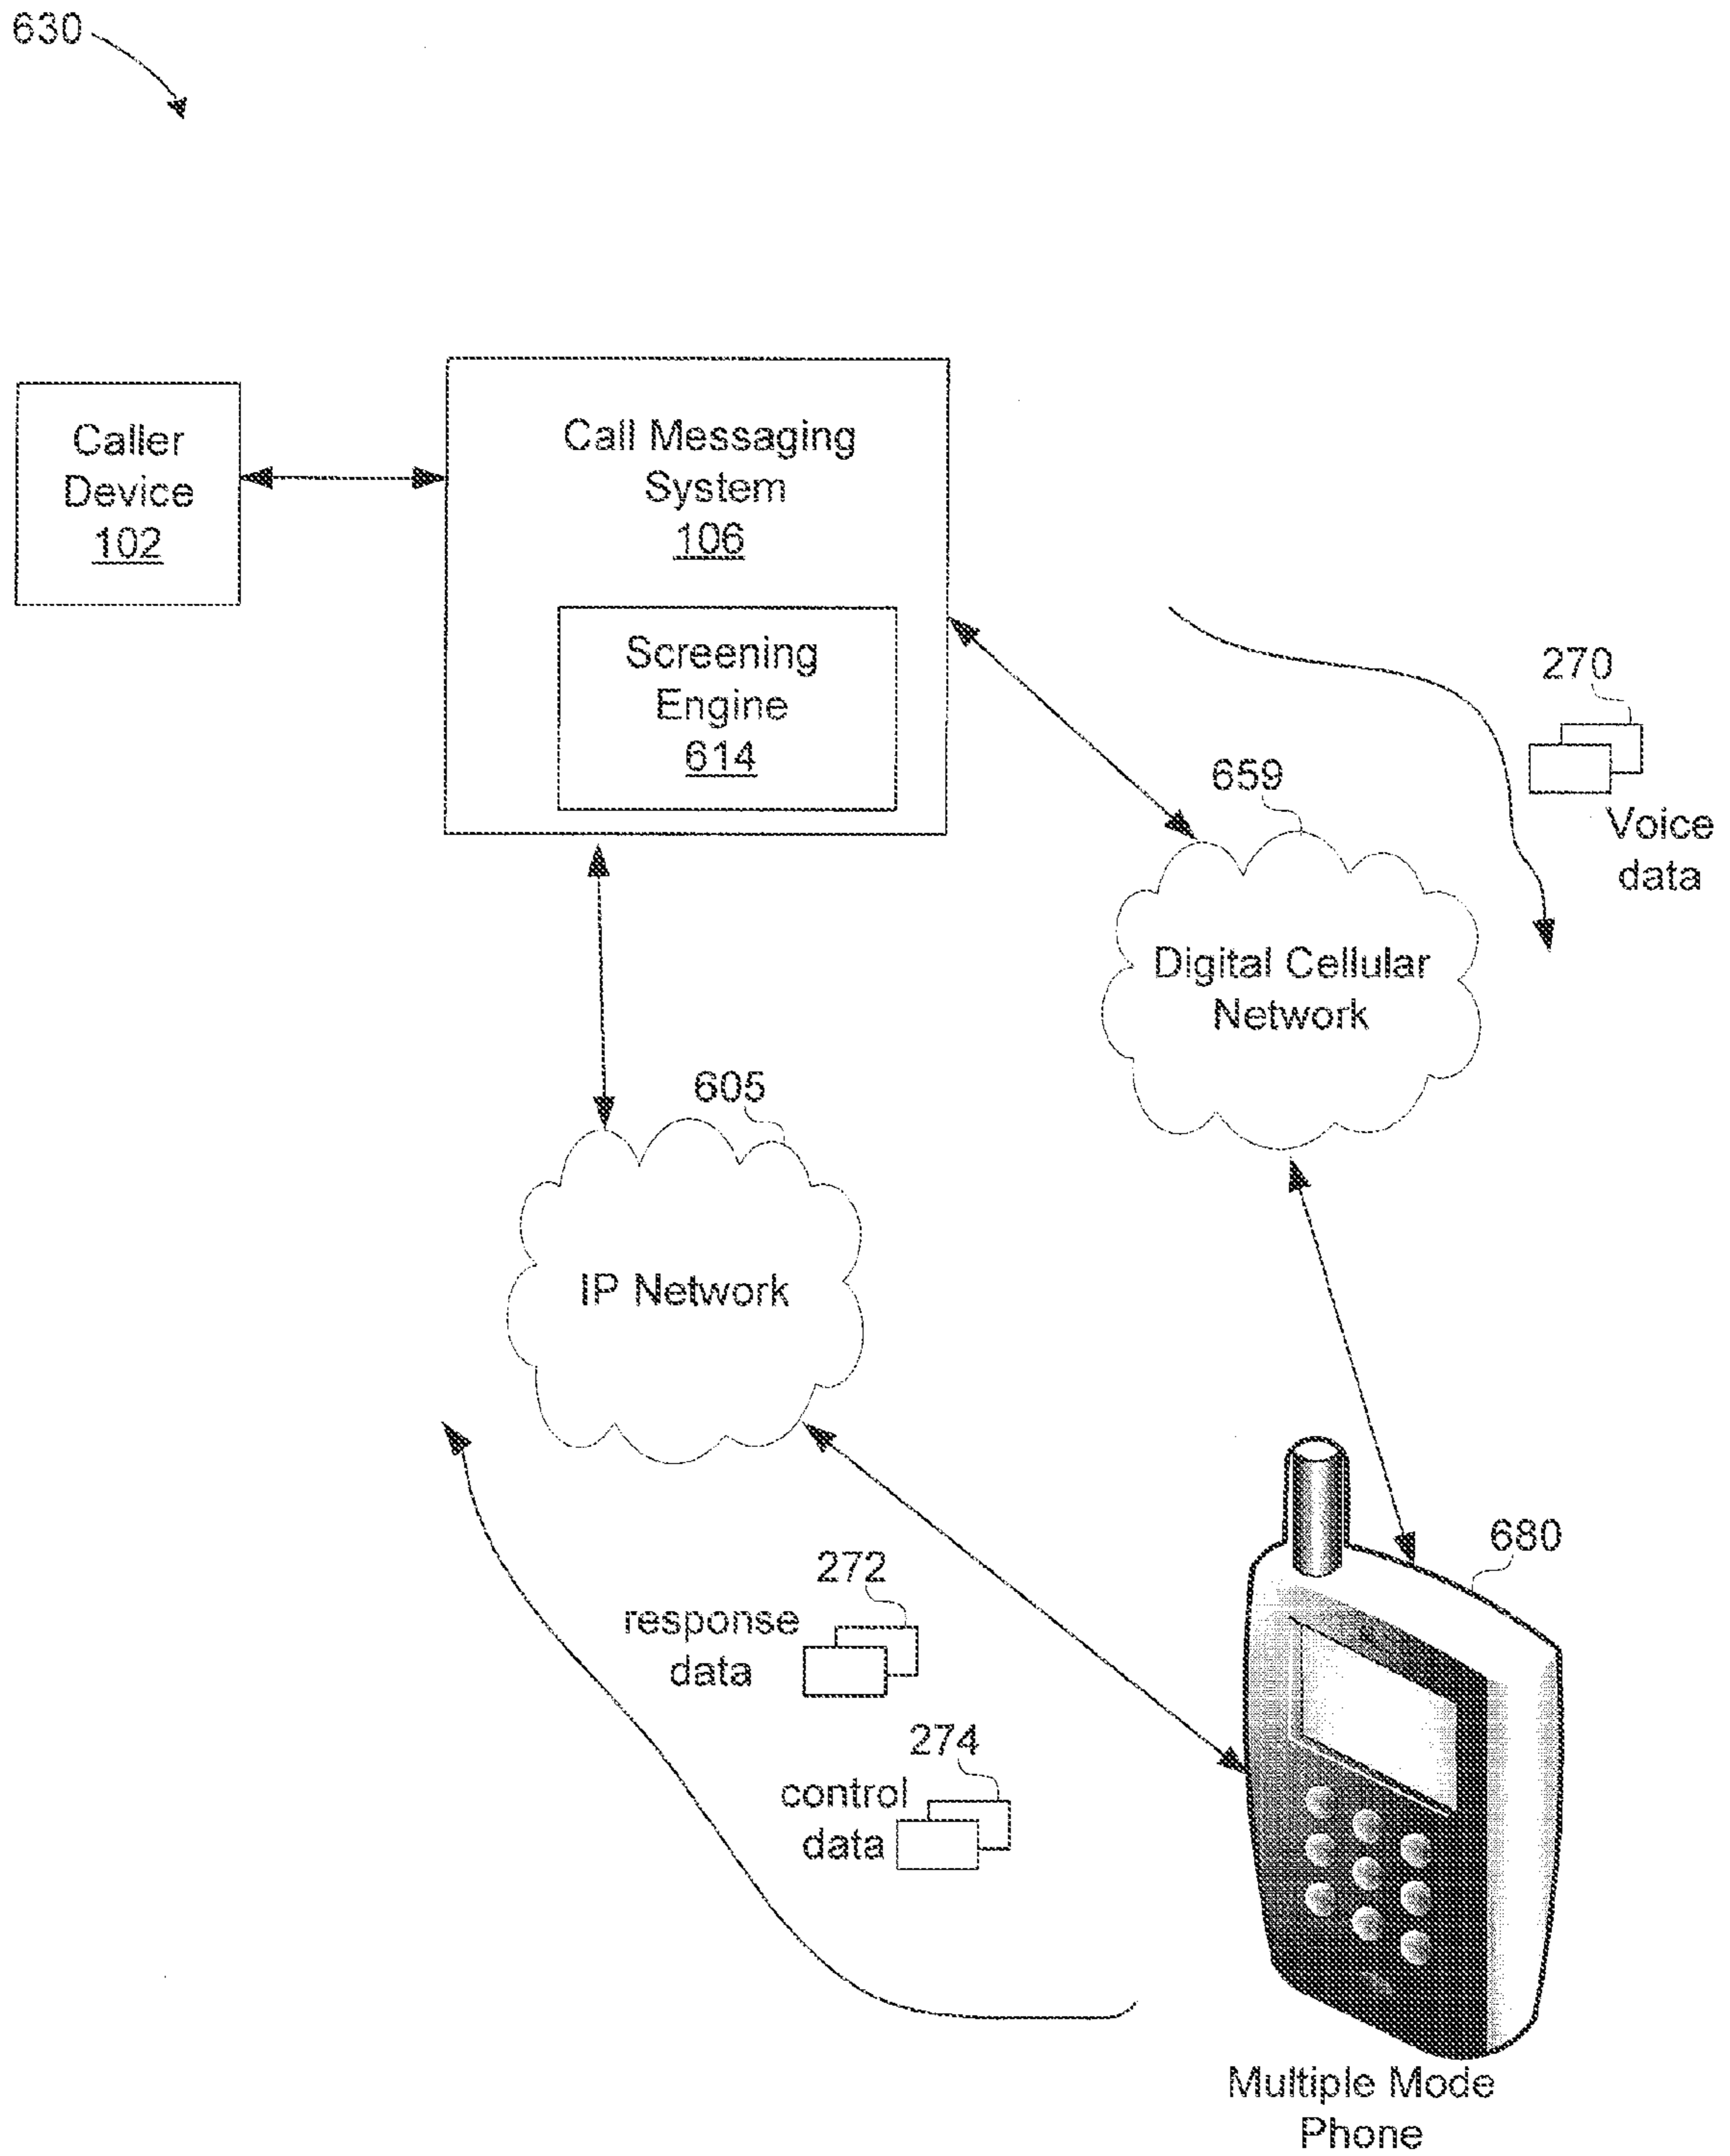 630
Caller
Device
102
Call Messaging
System
106
Screening
Engine
614
270
Voice
data
659
Digital Cellular
Network
605
IP Network
680
272
response
data
274
control
data
Multiple Mode
Phone